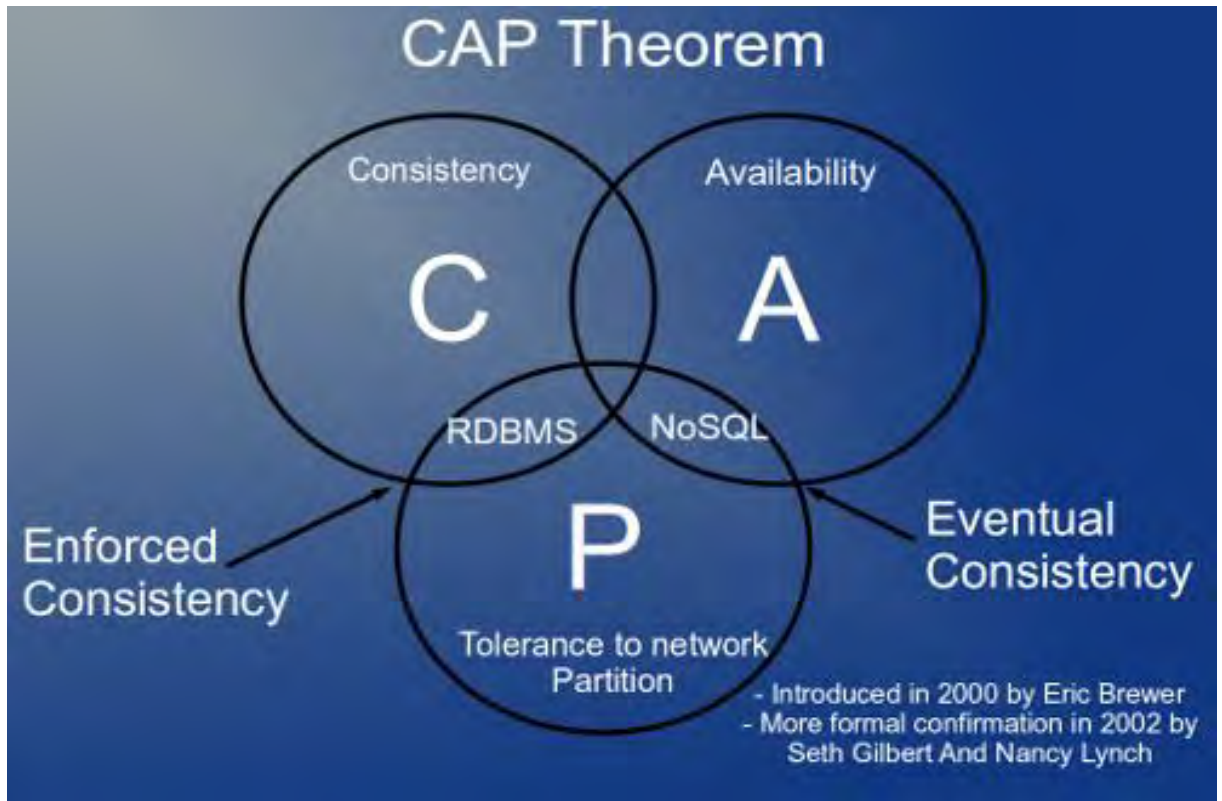 CAP Theorem
Consistency
Availability
C
A
RDBMS
NoSQL
Enforced
Consistency
Eventual
Consistency
P
Tolerance to network
Partition
- Introduced in 2000 by Eric Brewer
- More formal confirmation in 2002 by
Seth Gilbert And Nancy Lynch